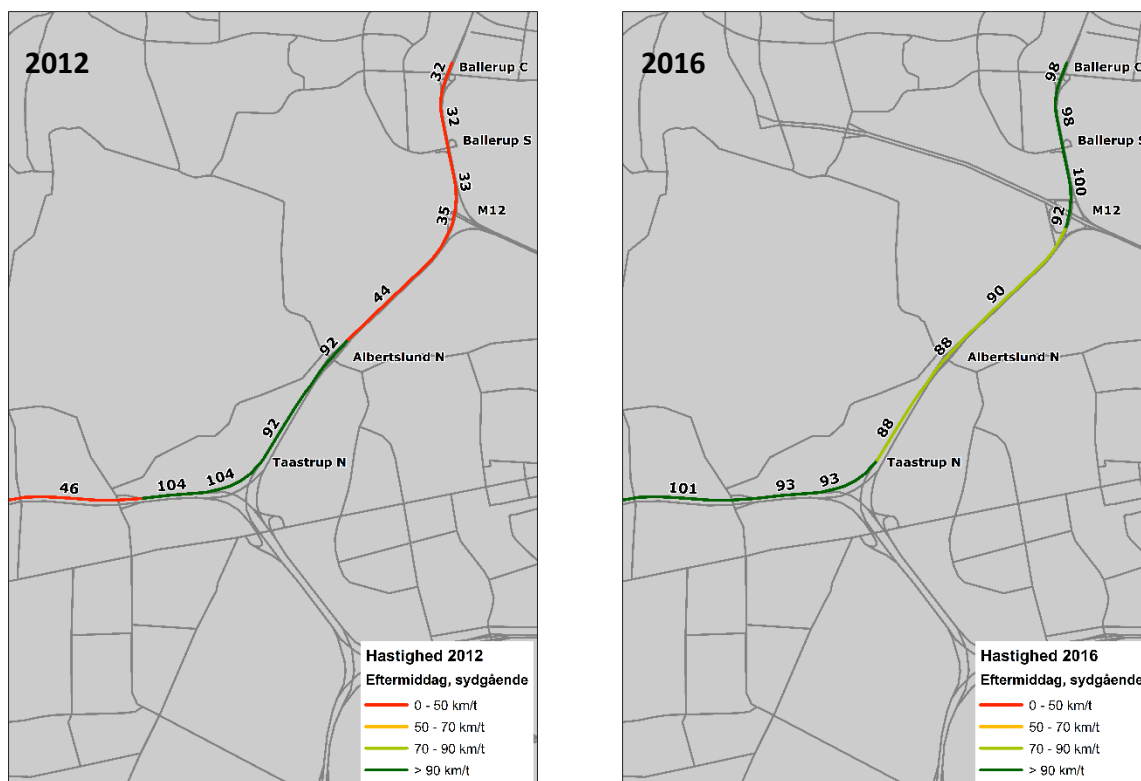 2012
Ballerup C
32
32
Ballerup S
33
M12
35
44
92
Albertslund N
92
Taastrup N
104
104
46
Hastighed 2012
Eftermiddag, sydgående
0 - 50 km/t
50 - 70 km/t
70 - 90 km/t
> 90 km/t
2016
Ballerup C
98
98
Ballerup S
100
M12
92
90
88
Albertslund N
88
Taastrup N
93
93
101
Hastighed 2016
Eftermiddag, sydgående
0 - 50 km/t
50 - 70 km/t
70 - 90 km/t
> 90 km/t